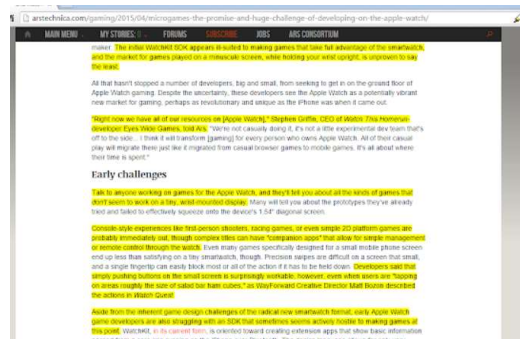 arstechnica.com/gaming/2015/04/microgames-the-promise-and-huge-challenge-of-developing-on-the-apple-watch/
MAIN MENU MY STORIES: 0 FORUMS SUBSCRIBE JOBS ARS CONSORTIUM
maker. The initial WatchKit SDK appears ill-suited to making games that take full advantage of the smartwatch,
and the market for games played on a minuscule screen, while holding your wrist upright, is unproven to say
the least.
All that hasn't stopped a number of developers, big and small, from seeking to get in on the ground floor of
Apple Watch gaming. Despite the uncertainty, these developers see the Apple Watch as a potentially vibrant
new market for gaming, perhaps as revolutionary and unique as the iPhone was when it came out.
"Right now we have all of our resources on [Apple Watch]," Stephen Griffin, CEO of Watch This Homerun
developer Eyes Wide Games, told Ars. "We're not casually doing it, it's not a little experimental dev team that's
off to the side... I think it will transform [gaming] for every person who owns Apple Watch. All of their casual
play will migrate there just like it migrated from casual browser games to mobile games. It's all about where
their time is spent."
Early challenges
Talk to anyone working on games for the Apple Watch, and they'll tell you about all the kinds of games that
don't seem to work on a tiny, wrist-mounted display. Many will tell you about the prototypes they've already
tried and failed to effectively squeeze onto the device's 1.54" diagonal screen.
Console-style experiences like first-person shooters, racing games, or even simple 2D platform games are
probably immediately out, though complex titles can have "companion apps" that allow for simple management
or remote control through the watch. Even many games specifically designed for a small mobile phone screen
end up less than satisfying on a tiny smartwatch, though. Precision swipes are difficult on a screen that small,
and a single fingertip can easily block most or all of the action if it has to be held down. Developers said that
simply pushing buttons on the small screen is surprisingly workable, however, even when users are "tapping
on areas roughly the size of salad bar ham cubes," as WayForward Creative Director Matt Bozon described
the actions in Watch Quest!
Aside from the inherent game design challenges of the radical new smartwatch format, early Apple Watch
game developers are also struggling with an SDK that sometimes seems actively hostile to making games at
this point. WatchKit, in its current form, is oriented toward creating extension apps that show basic information